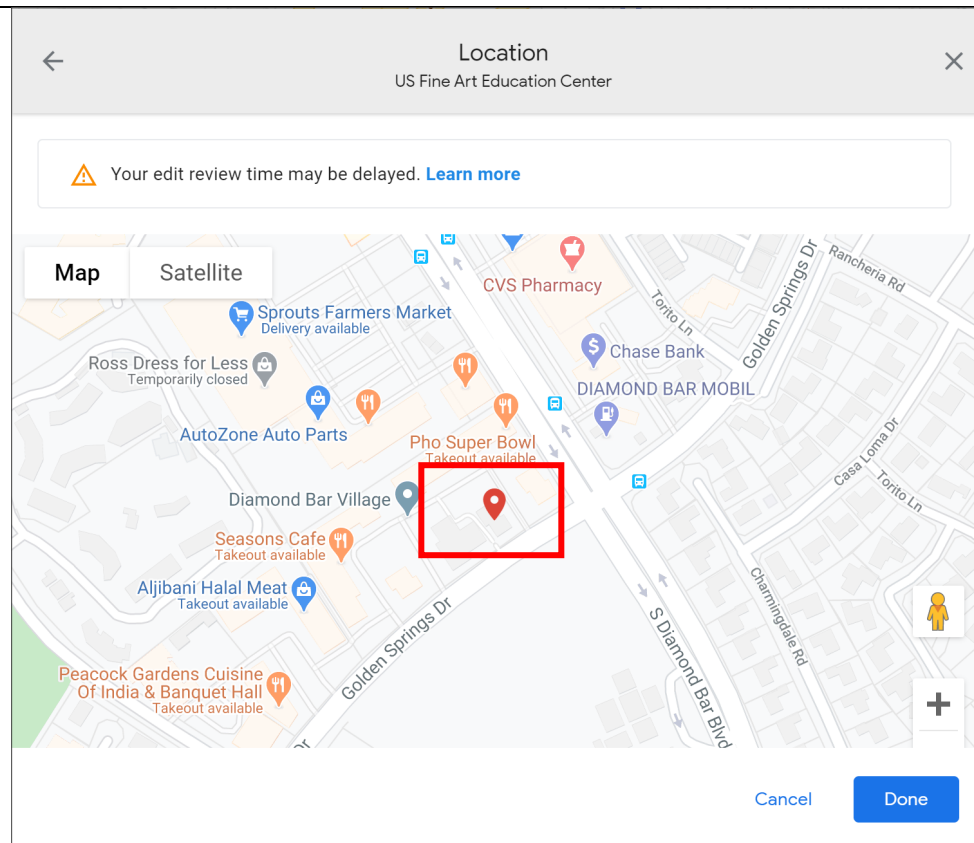 Location
US Fine Art Education Center
Your edit review time may be delayed. Learn more
Map
Satellite
CVS Pharmacy
Rancheria Rd
Golden Springs Dr
Torito Ln
Sprouts Farmers Market
Delivery available
Chase Bank
Ross Dress for Less
Temporarily closed
DIAMOND BAR MOBIL
AutoZone Auto Parts
Pho Super Bowl
Takeout available
Casa Loma Dr
Torito Ln
Diamond Bar Village
Seasons Cafe
Takeout available
Aljibani Halal Meat
Takeout available
Charmingdale Rd
Golden Springs Dr
S Diamond Bar Blvd
Peacock Gardens Cuisine
Of India & Banquet Hall
Takeout available
Dr
Cancel
Done